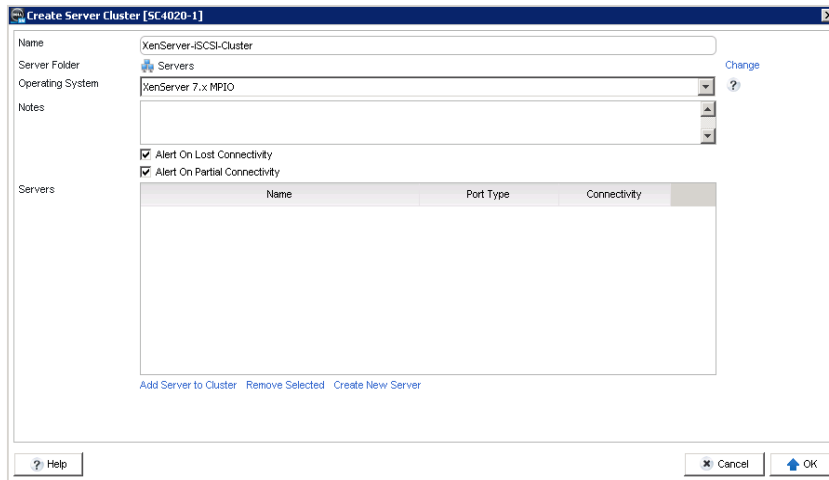 Create Server Cluster [SC4020-1]
Name XenServer-iSCSI-Cluster
Server Folder Servers Change
Operating System XenServer 7.x MPIO ?
Notes
Alert On Lost Connectivity
Alert On Partial Connectivity
Servers Name Port Type Connectivity
Add Server to Cluster Remove Selected Create New Server
? Help Cancel OK